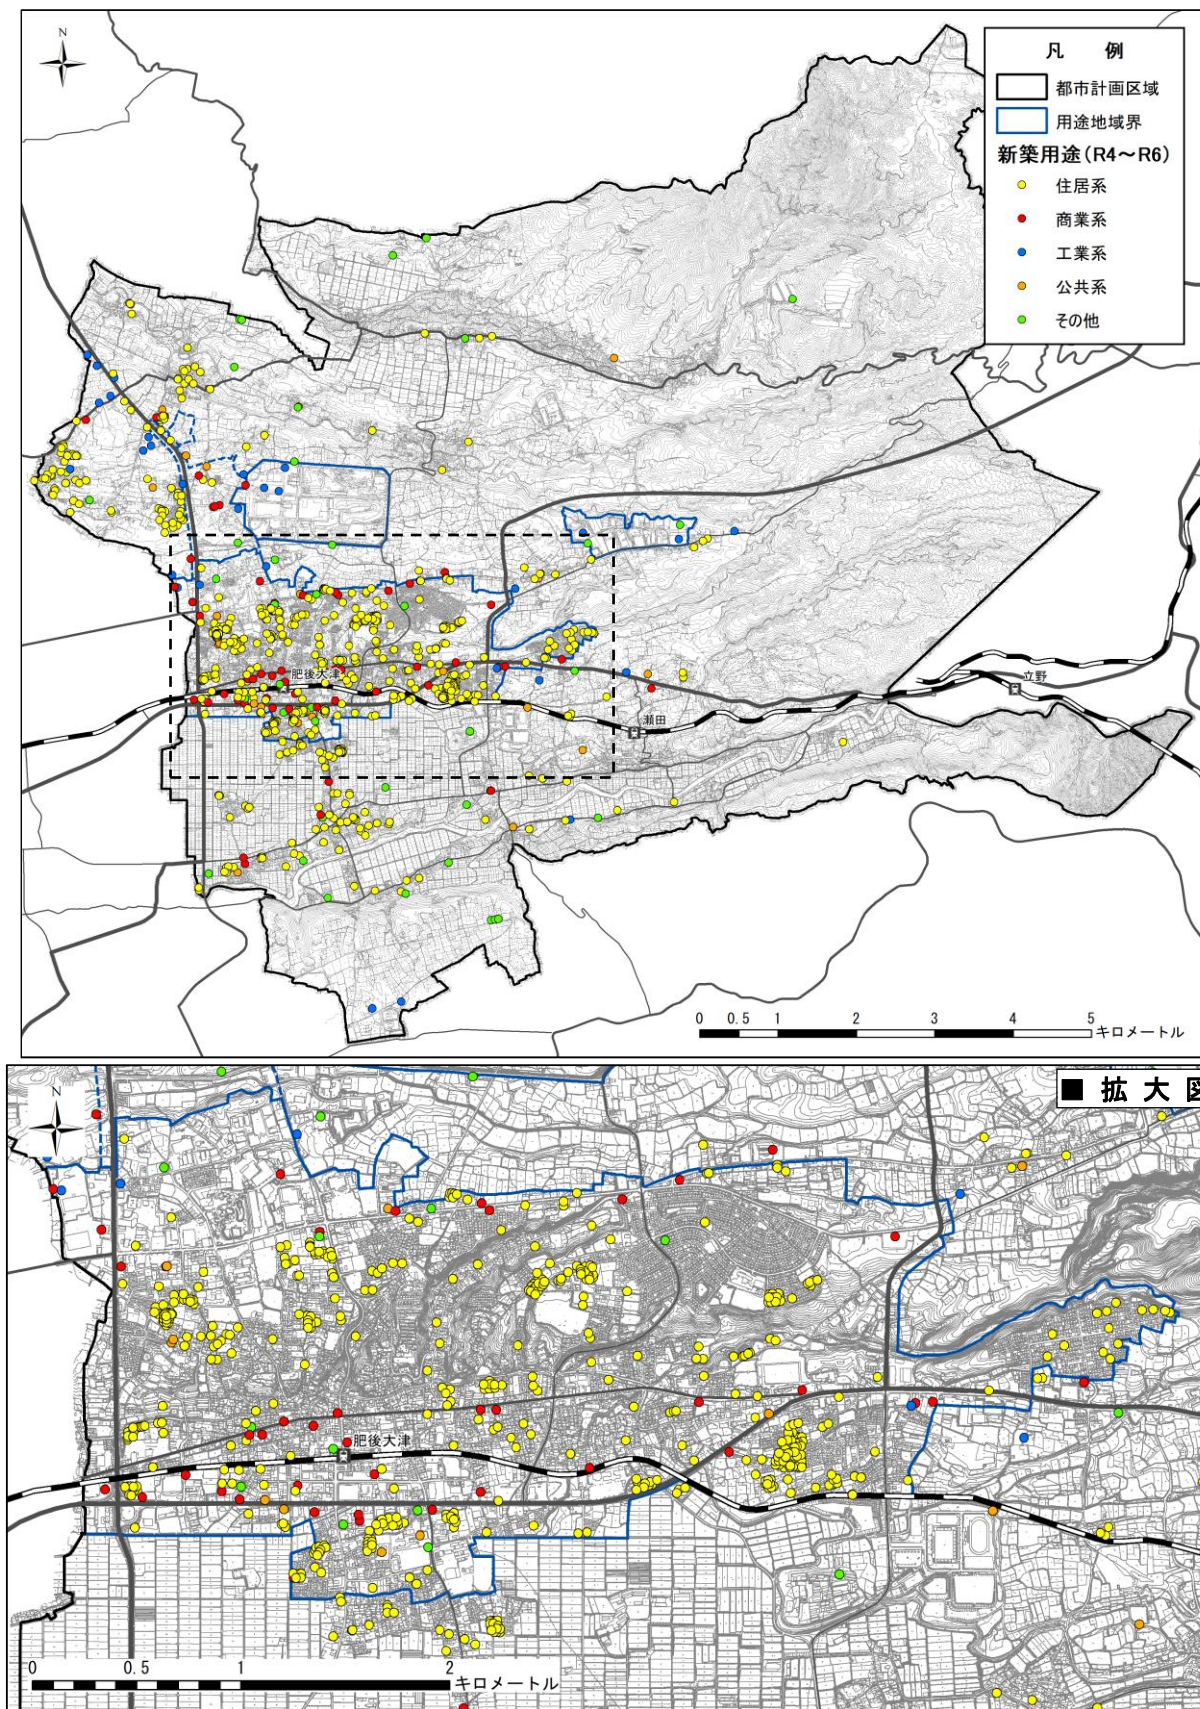 N
凡 例
都市計画区域
用途地域界
新築用途(R4～R6)
住居系
商業系
工業系
公共系
その他
肥後大津
立野
瀬田
0 0.5 1 2 3 4 5
キロメートル
■ 拡 大 図
N
肥後大津
0 0.5 1 2
キロメートル